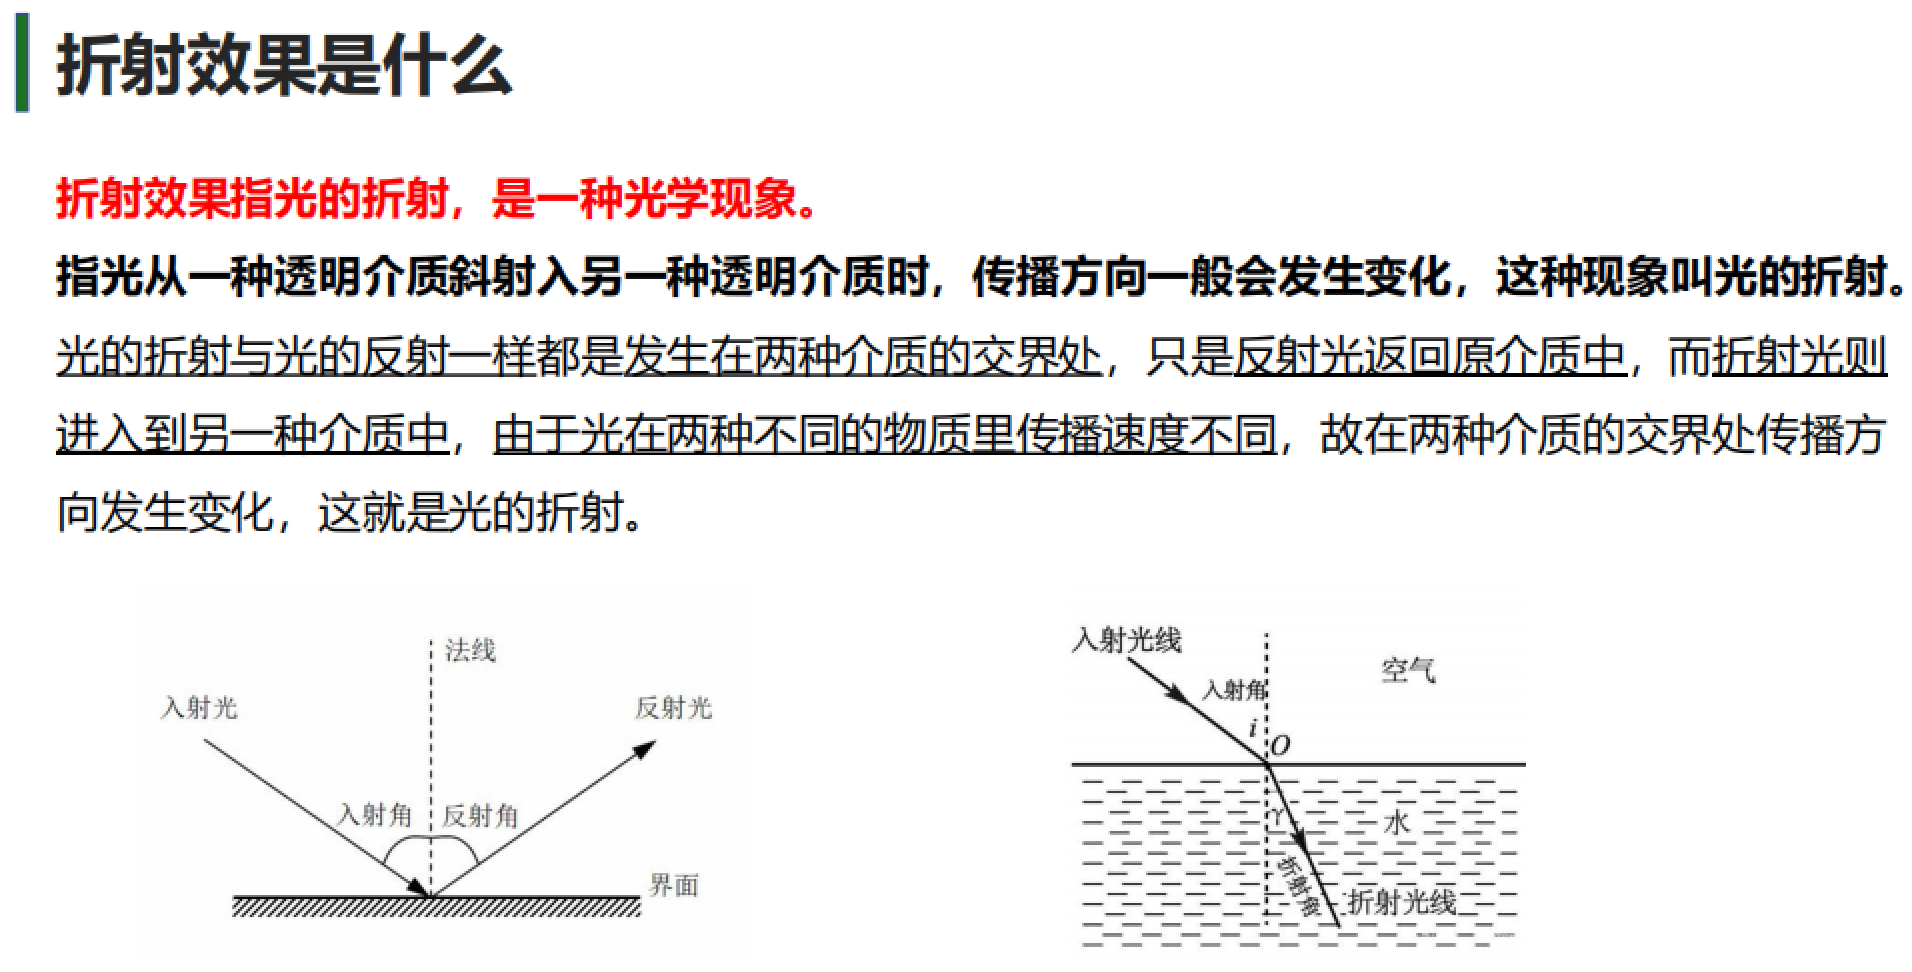 折射效果是什么
折射效果指光的折射，是一种光学现象。
指光从一种透明介质斜射入另一种透明介质时，传播方向一般会发生变化，这种现象叫光的折射。
光的折射与光的反射一样都是发生在两种介质的交界处，只是反射光返回原介质中，而折射光则
进入到另一种介质中，由于光在两种不同的物质里传播速度不同，故在两种介质的交界处传播方
向发生变化，这就是光的折射。
法线
入射光
反射光
入射角
反射角
界面
入射光线
空气
入射角
i
O
γ
水
折射角
折射光线